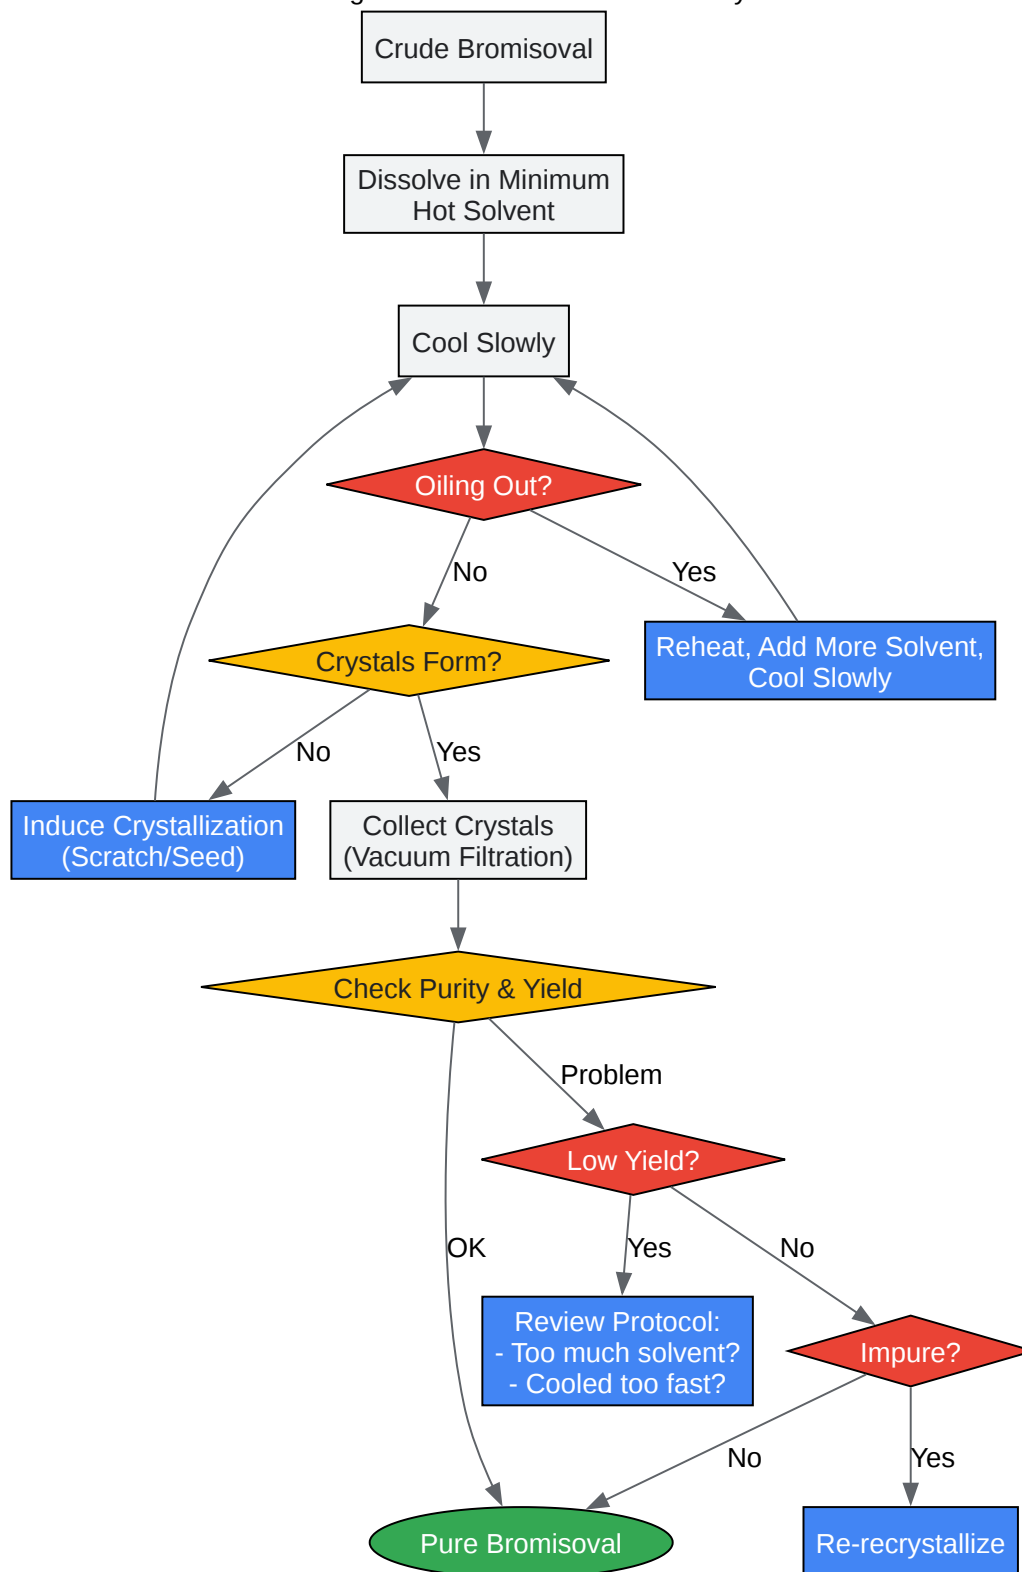 Crude Bromisoval
Dissolve in Minimum
Hot Solvent
Cool Slowly
Oiling Out?
No
Yes
Crystals Form?
Reheat, Add More Solvent,
Cool Slowly
No
Yes
Induce Crystallization
(Scratch/Seed)
Collect Crystals
(Vacuum Filtration)
Check Purity & Yield
Problem
Low Yield?
OK
Yes
No
Review Protocol:
- Too much solvent?
- Cooled too fast?
Impure?
No
Yes
Pure Bromisoval
Re-recrystallize